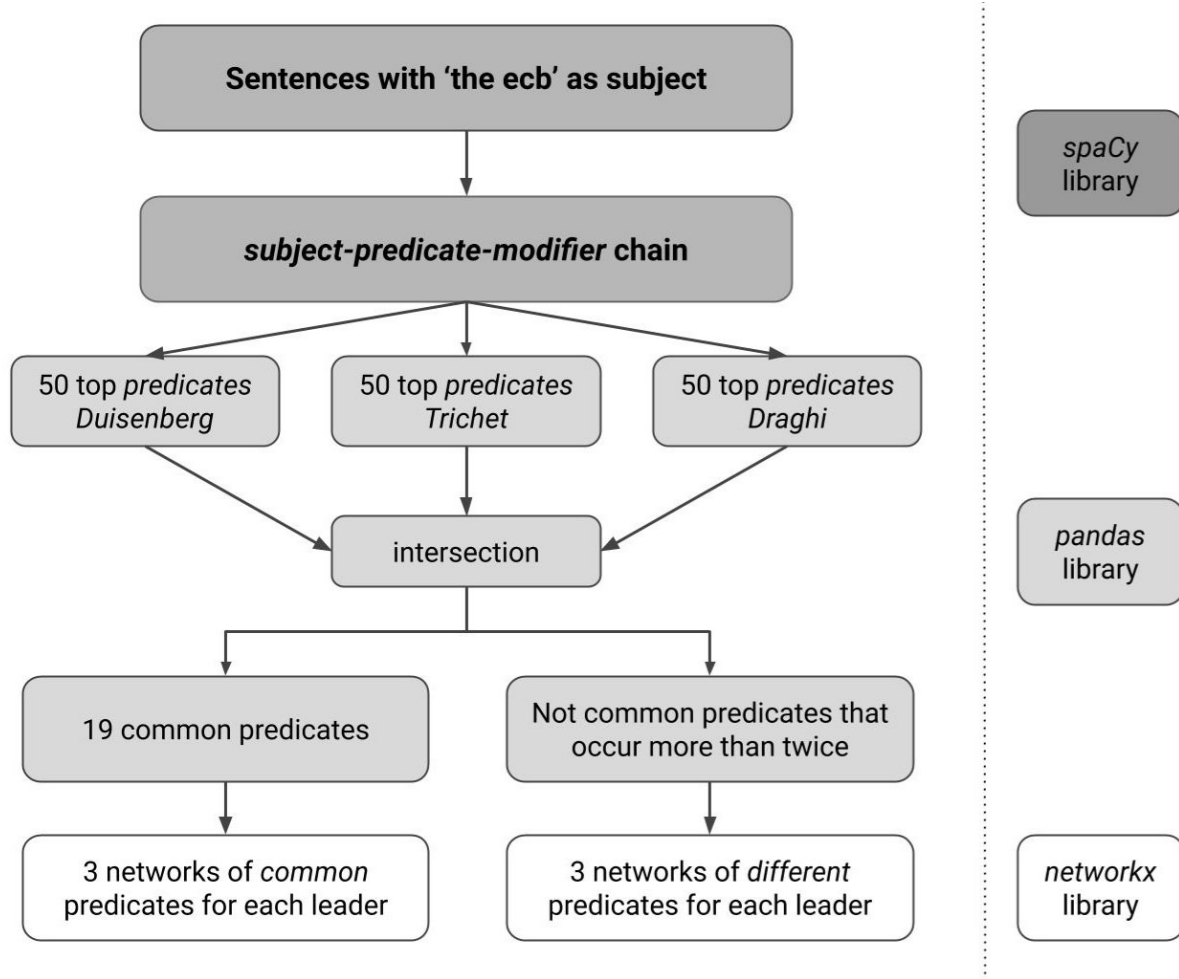 Sentences with ‘the ecb’ as subject
subject-predicate-modifier chain
50 top predicates
Duisenberg
50 top predicates
Trichet
50 top predicates
Draghi
intersection
19 common predicates
Not common predicates that
occur more than twice
3 networks of common
predicates for each leader
3 networks of different
predicates for each leader
spaCy
library
pandas
library
networkx
library